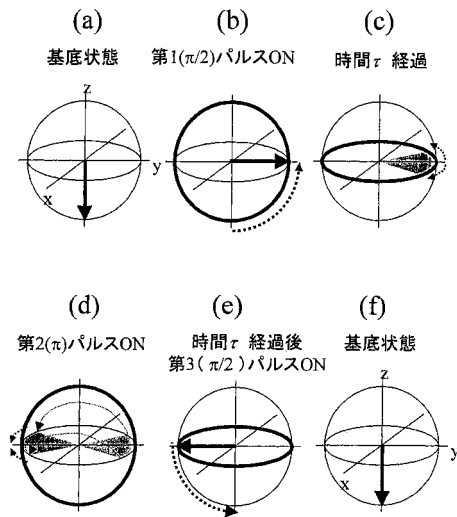 (a)
(b)
(c)
基底状態
第1(π/2)パルスON
時間τ 経過
z
y
x
(d)
(e)
(f)
第2(π)パルスON
時間τ 経過後
第3(π/2)パルスON
基底状態
z
y
x